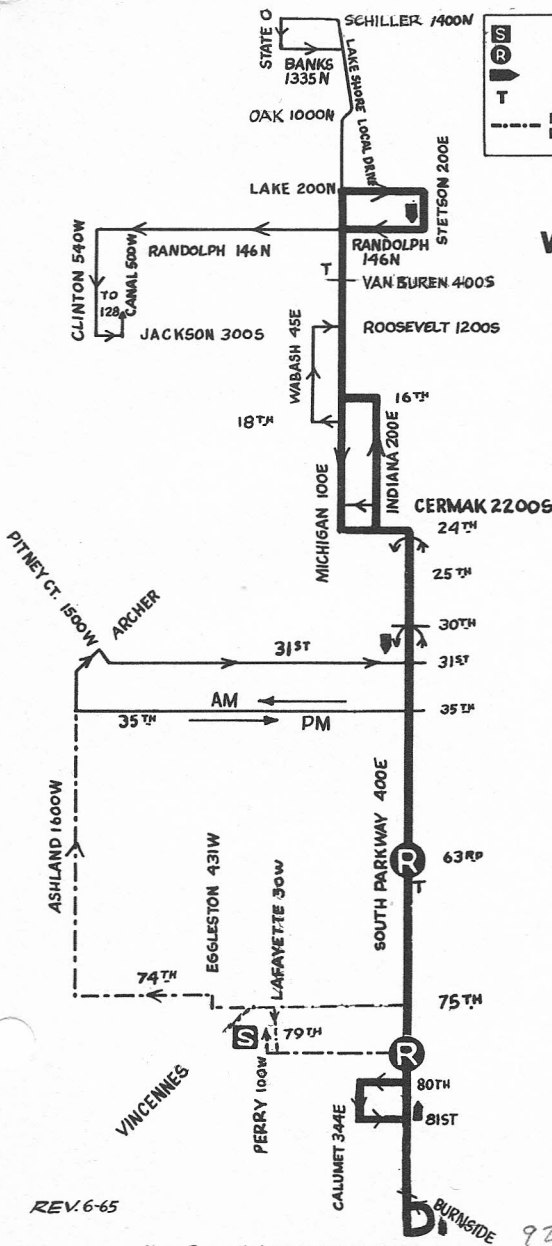 STATE 0
SCHILLER 1400N
BANKS
1335N
LAKE SHORE LOCAL DRIVE
OAK 1000N
S
R
T
LAKE 200N
STETSON 200E
RANDOLPH 146N
RANDOLPH
146N
CLINTON 540W
TO
128
CANAL 500W
JACKSON 300S
T
VAN BUREN 400S
WABASH 45E
ROOSEVELT 1200S
16TH
18TH
MICHIGAN 100E
INDIANA 200E
CERMAK 2200S
24TH
25TH
30TH
PITNEY CT. 1500W
ARCHER
31ST
31ST
AM
35TH
35TH
PM
ASHLAND 1600W
SOUTH PARKWAY 400E
R
63RD
T
EGGLESTON 431W
LAFAYETTE 30W
74TH
75TH
S
79TH
R
VINCENNES
PERRY 100W
80TH
CALUMET 344E
81ST
REV. 6-65
BURNSIDE
92